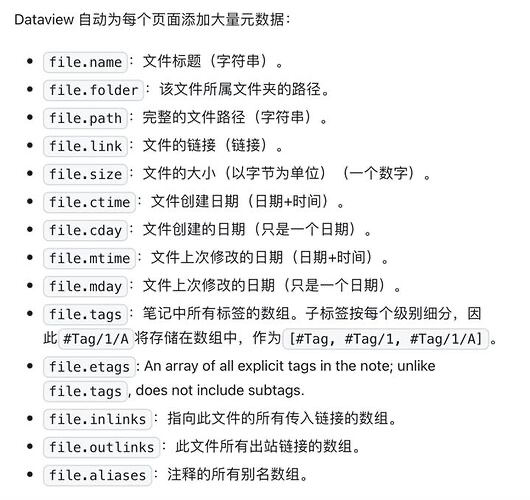 Dataview 自动为每个页面添加大量元数据：
• file.name：文件标题（字符串）。
• file.folder：该文件所属文件夹的路径。
• file.path：完整的文件路径（字符串）。
• file.link：文件的链接（链接）。
• file.size：文件的大小（以字节为单位）（一个数字）。
• file.ctime：文件创建日期（日期+时间）。
• file.cday：文件创建的日期（只是一个日期）。
• file.mtime：文件上次修改的日期（日期+时间）。
• file.mday：文件上次修改的日期（只是一个日期）。
• file.tags：笔记中所有标签的数组。子标签按每个级别细分，因
此 #Tag/1/A 将存储在数组中，作为 [#Tag, #Tag/1, #Tag/1/A]。
• file.etags: An array of all explicit tags in the note; unlike
file.tags, does not include subtags.
• file.inlinks：指向此文件的所有传入链接的数组。
• file.outlinks：此文件所有出站链接的数组。
• file.aliases：注释的所有别名数组。